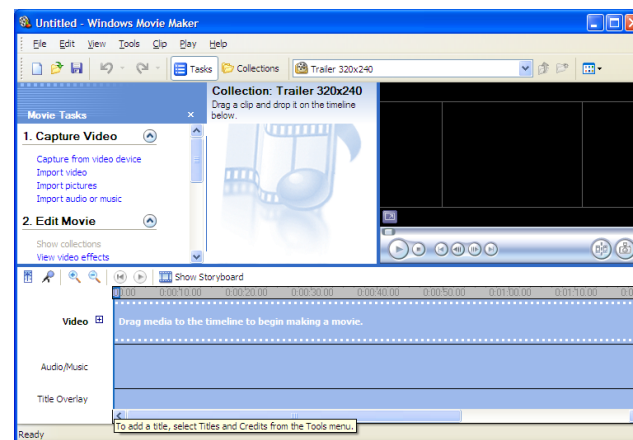 Untitled - Windows Movie Maker
File Edit View Tools Clip Play Help
Tasks Collections Trailer 320x240
Movie Tasks ×
Collection: Trailer 320x240
Drag a clip and drop it on the timeline
below.
1. Capture Video
Capture from video device
Import video
Import pictures
Import audio or music
2. Edit Movie
Show collections
View video effects
Show Storyboard
0.00 0:00:10.00 0:00:20.00 0:00:30.00 0:00:40.00 0:00:50.00 0:01:00.00 0:01:10.00
Video
Drag media to the timeline to begin making a movie.
Audio/Music
Title Overlay
To add a title, select Titles and Credits from the Tools menu.
Ready